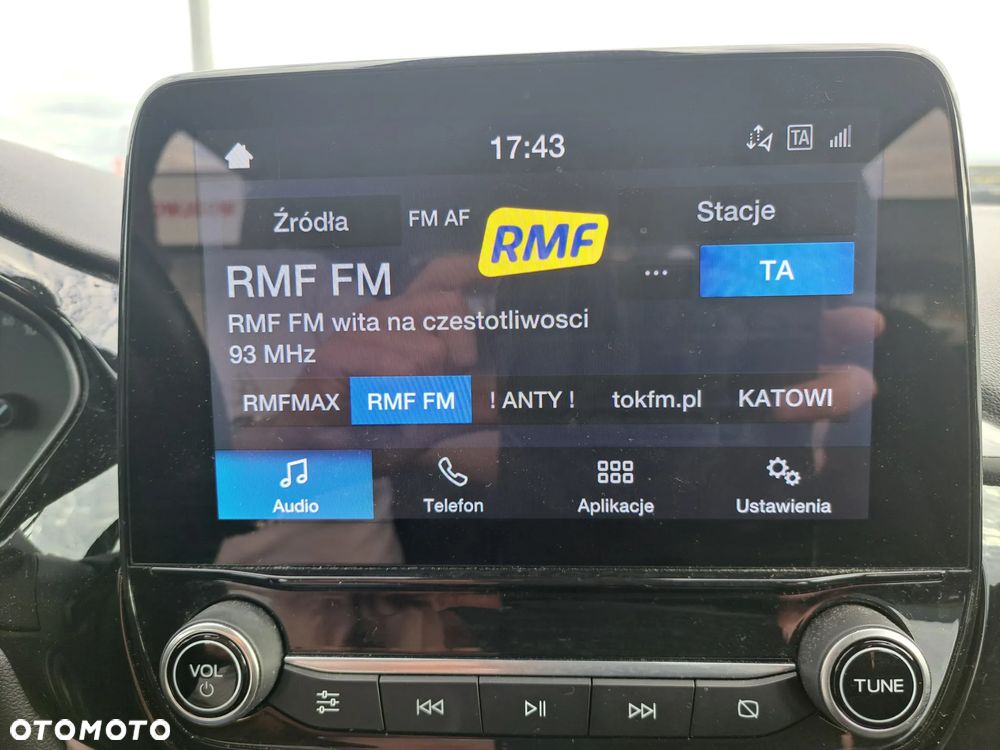 17:43
TA
Źródła
FM AF
RMF
Stacje
RMF FM
...
TA
RMF FM wita na czestotliwosci
93 MHz
RMFMAX
RMF FM
! ANTY !
tokfm.pl
KATOWI
Audio
Telefon
Aplikacje
Ustawienia
VOL
TUNE
OTOMOTO